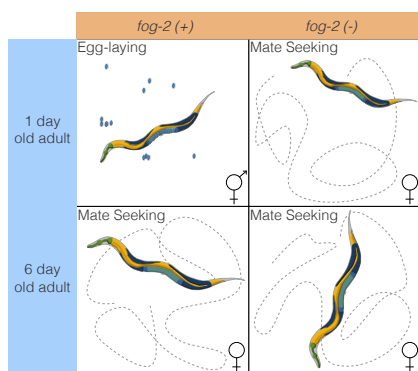 fog-2 (+)
fog-2 (-)
1 day
old adult
Egg-laying
Mate Seeking
6 day
old adult
Mate Seeking
Mate Seeking